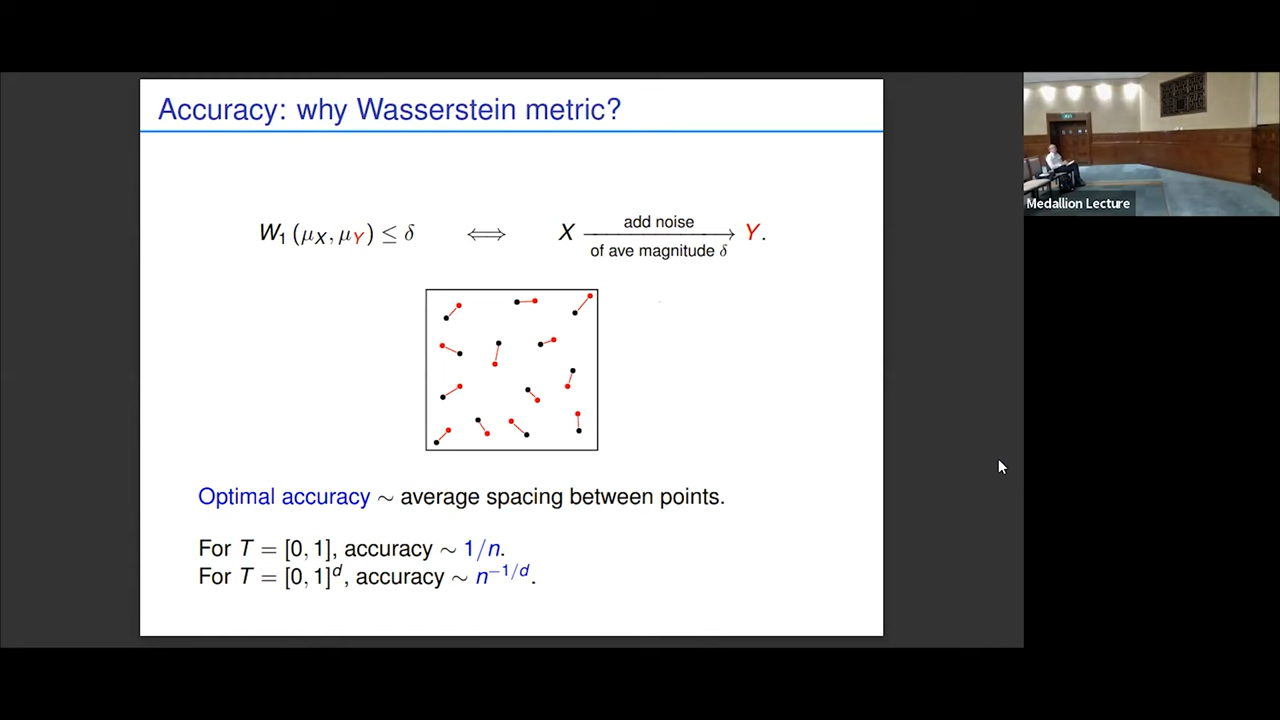 Accuracy: why Wasserstein metric?
W₁ (μ_X, μ_Y) ≤ δ ⟺ X add noise → of ave magnitude δ Y.
Optimal accuracy ∼ average spacing between points.
For T = [0, 1], accuracy ∼ 1/n.
For T = [0, 1]^d, accuracy ∼ n^{−1/d}.
Medallion Lecture